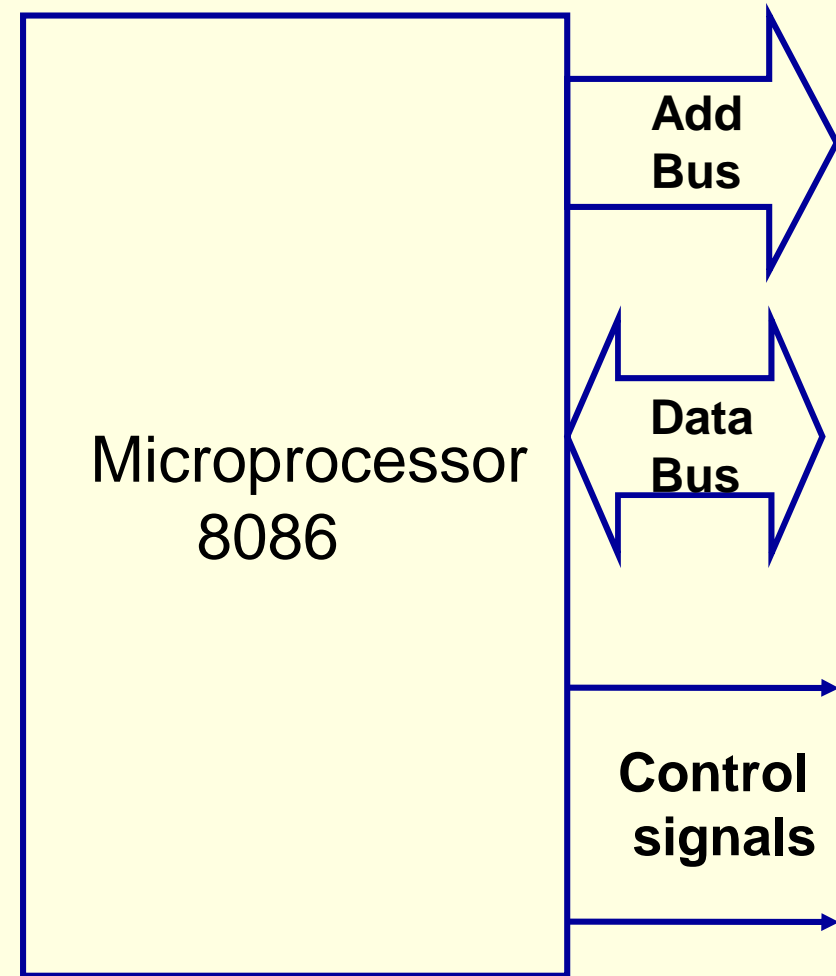 Add
Bus
Data
Bus
Microprocessor
8086
Control
signals